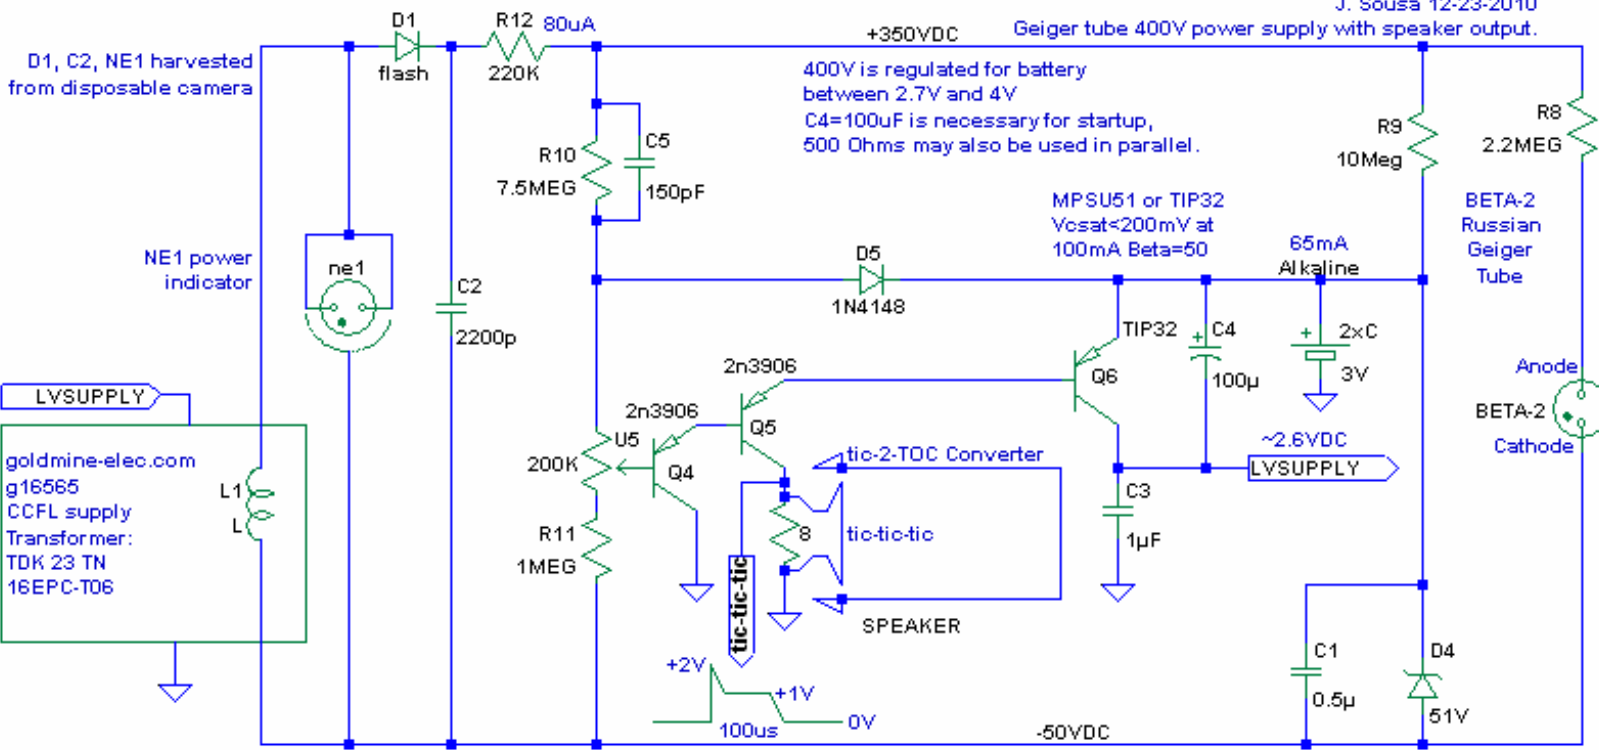 J. Sousa 12-23-2010
Geiger tube 400V power supply with speaker output.
D1
R12
80uA
+350VDC
flash
220K
D1, C2, NE1 harvested
from disposable camera
400V is regulated for battery
between 2.7V and 4V
C4=100uF is necessary for startup,
500 Ohms may also be used in parallel.
R10
7.5MEG
C5
150pF
R9
10Meg
R8
2.2MEG
MPSU51 or TIP32
Vcsat<200mV at
100mA Beta=50
BETA-2
Russian
Geiger
Tube
NE1 power
indicator
ne1
C2
2200p
D5
1N4148
65mA
Alkaline
TIP32
Q6
C4
100µ
+
+
2xC
3V
2n3906
2n3906
Q5
U5
200K
Q4
Anode
BETA-2
Cathode
LVSUPPLY
goldmine-elec.com
g16565
CCFL supply
Transformer:
TDK 23 TN
16EPC-T06
L1
L
tic-2-TOC Converter
~2.6VDC
LVSUPPLY
C3
1µF
R11
1MEG
8
tic-tic-tic
tic-tic-tic
SPEAKER
+2V
+1V
0V
100us
C1
0.5µ
D4
51V
-50VDC